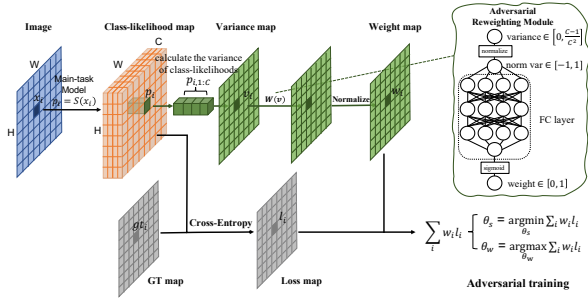 Image
Class-likelihood map
Variance map
Weight map
Adversarial
Reweighting Module
W
H
x_i
Main-task
Model
p_i = S(x_i)
C
W
H
p_i
calculate the variance
of class-likelihoods
p_{i,1:C}
v_i
W(v)
Normalize
w_i
variance ∈ [0, (C−1)/C²]
normalize
norm var ∈ [−1, 1]
FC layer
sigmoid
weight ∈ [0,1]
gt_i
Cross-Entropy
l_i
GT map
Loss map
∑_i w_i l_i
θ_s = argmin_{θ_s} ∑_i w_i l_i
θ_w = argmax_{θ_w} ∑_i w_i l_i
Adversarial training